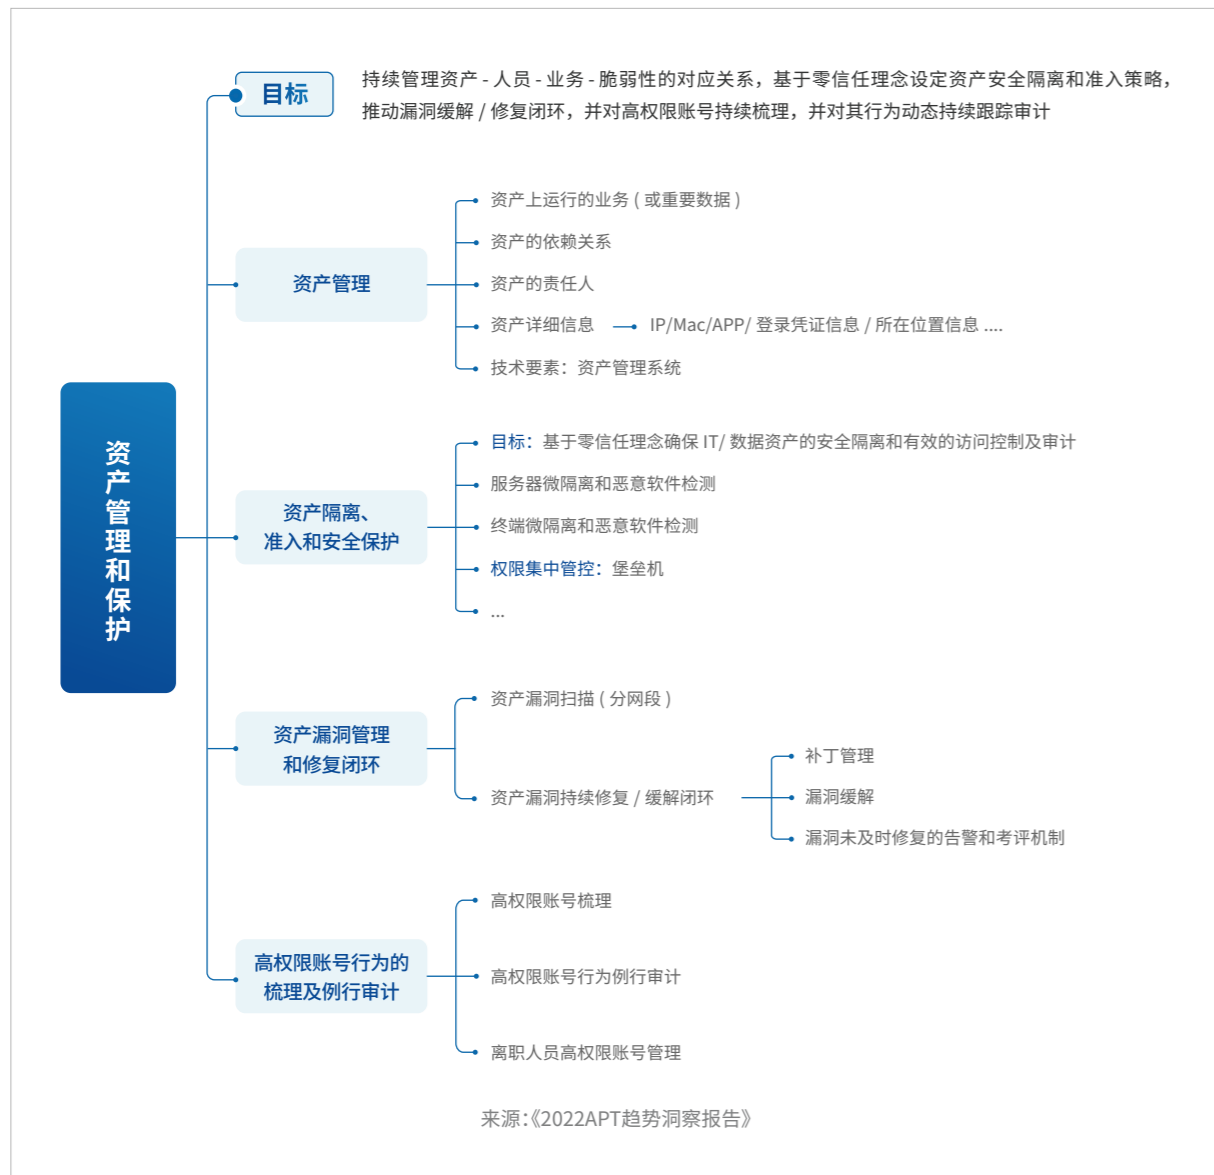 目标
持续管理资产 - 人员 - 业务 - 脆弱性的对应关系，基于零信任理念设定资产安全隔离和准入策略，
推动漏洞缓解 / 修复闭环，并对高权限账号持续梳理，并对其行为动态持续跟踪审计
资产管理和保护
资产管理
资产上运行的业务 ( 或重要数据 )
资产的依赖关系
资产的责任人
资产详细信息
IP/Mac/APP/ 登录凭证信息 / 所在位置信息 ....
技术要素：资产管理系统
资产隔离、
准入和安全保护
目标：基于零信任理念确保 IT/ 数据资产的安全隔离和有效的访问控制及审计
服务器微隔离和恶意软件检测
终端微隔离和恶意软件检测
权限集中管控：堡垒机
...
资产漏洞管理
和修复闭环
资产漏洞扫描 ( 分网段 )
资产漏洞持续修复 / 缓解闭环
补丁管理
漏洞缓解
漏洞未及时修复的告警和考评机制
高权限账号行为的
梳理及例行审计
高权限账号梳理
高权限账号行为例行审计
离职人员高权限账号管理
来源：《2022APT趋势洞察报告》